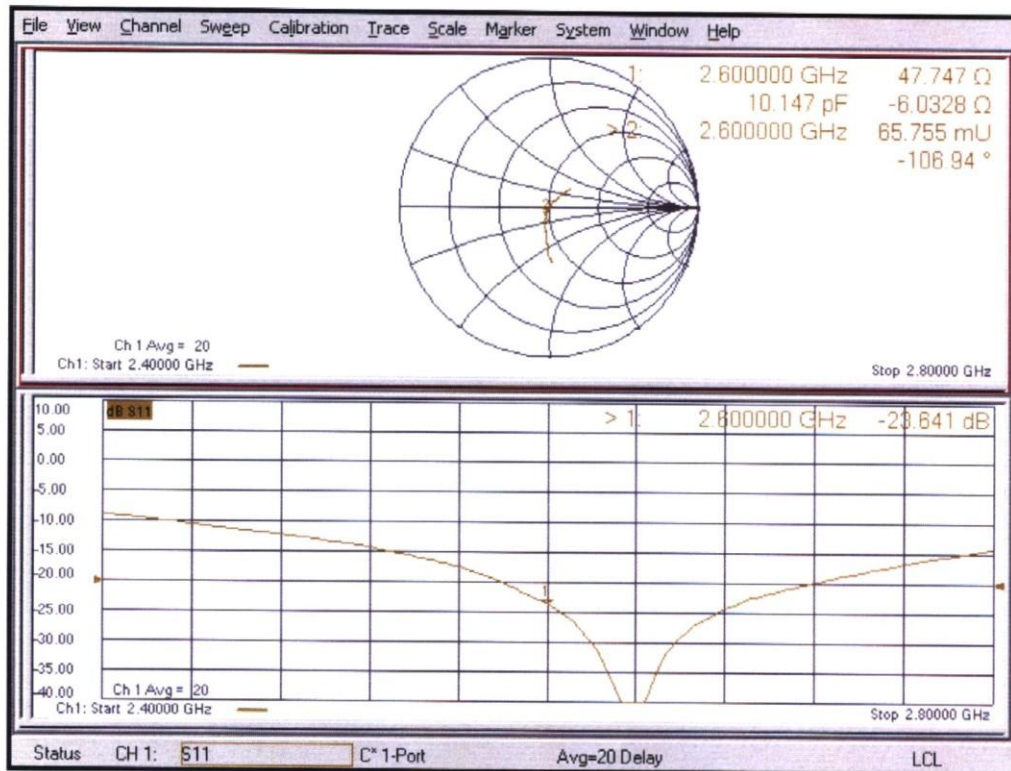 File View Channel Sweep Calibration Trace Scale Marker System Window Help
1: 2.600000 GHz 47.747 Ω
10.147 pF -6.0328 Ω
> 2: 2.600000 GHz 65.755 mU
-106.94 °
2
Ch 1 Avg = 20
Ch1: Start 2.40000 GHz
Stop 2.80000 GHz
dB S11
> 1: 2.600000 GHz -23.641 dB
10.00
5.00
0.00
-5.00
-10.00
-15.00
-20.00
-25.00
-30.00
-35.00
-40.00
1
Ch 1 Avg = 20
Ch1: Start 2.40000 GHz
Stop 2.80000 GHz
Status CH 1: S11 C* 1-Port Avg=20 Delay LCL